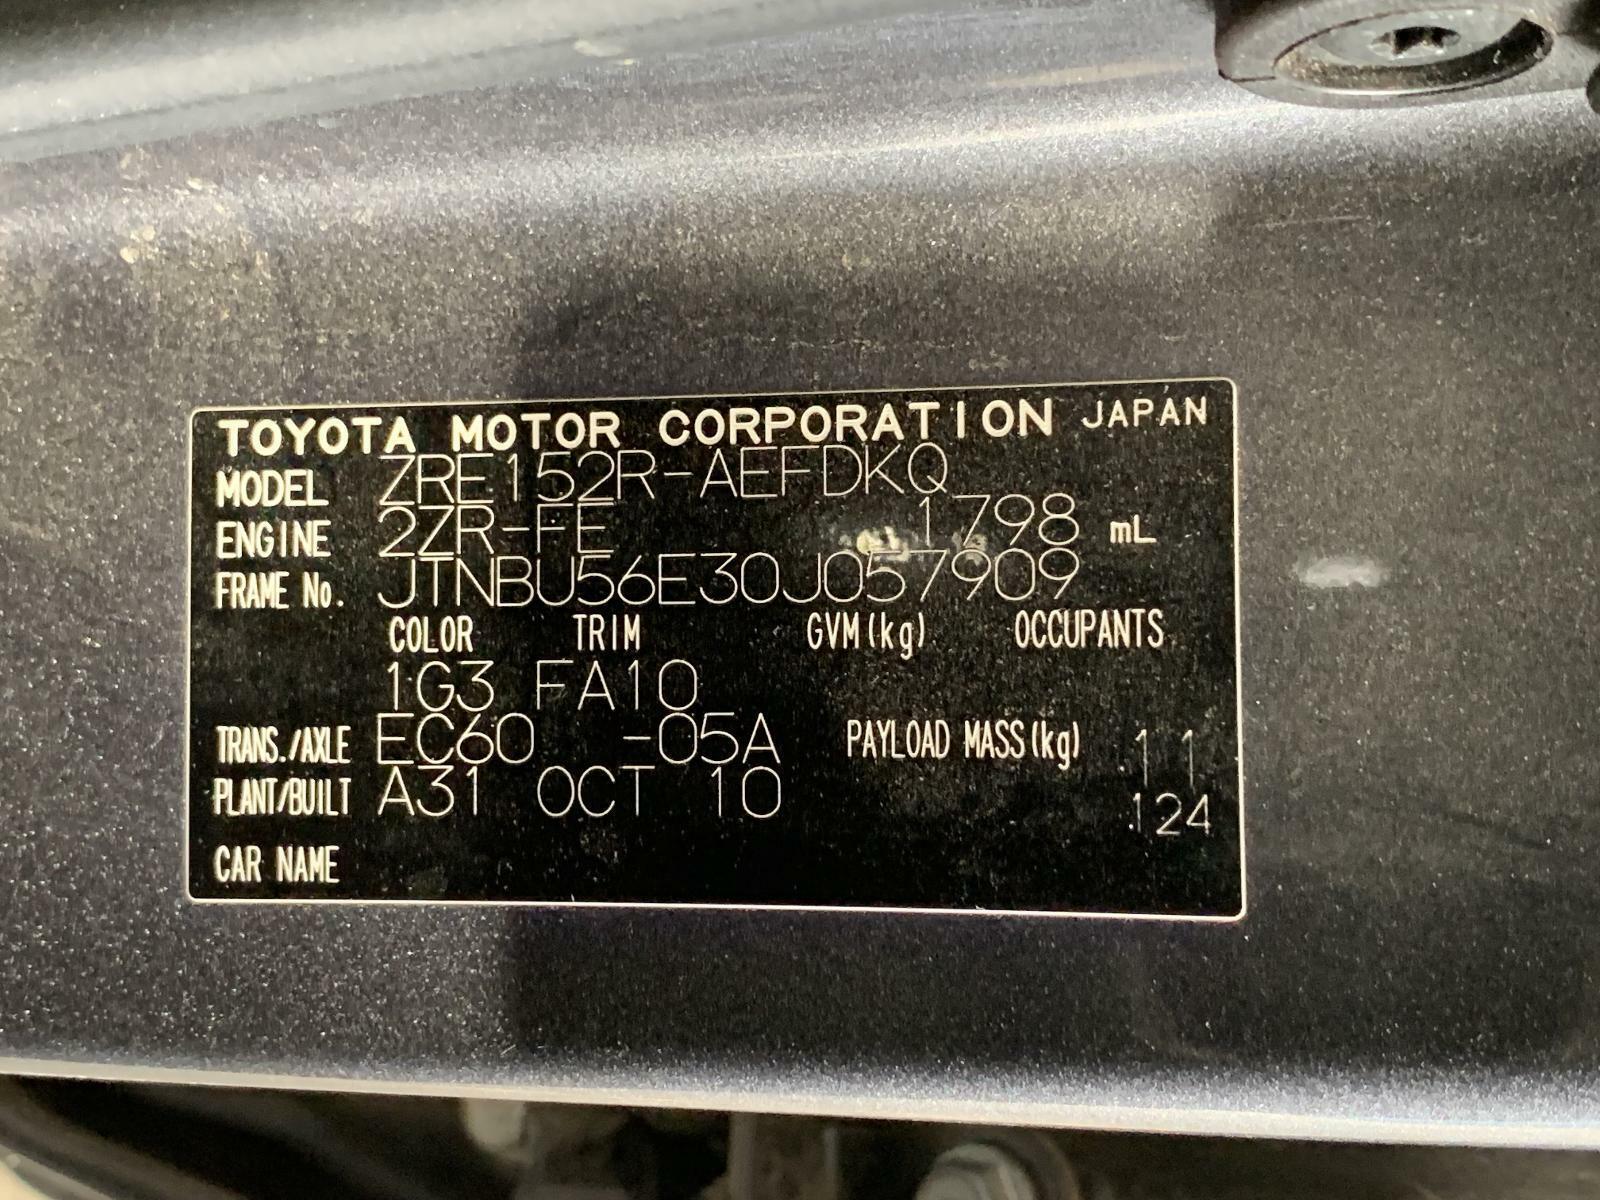 TOYOTA MOTOR CORPORATION JAPAN
MODEL ZRE152R-AEFDKQ
ENGINE 2ZR-FE 1798 mL
FRAME No. JTNBU56E30J057909
COLOR TRIM GVM(kg) OCCUPANTS
1G3 FA10
TRANS./AXLE EC60 -05A PAYLOAD MASS(kg) 11
PLANT/BUILT A31 OCT 10 124
CAR NAME